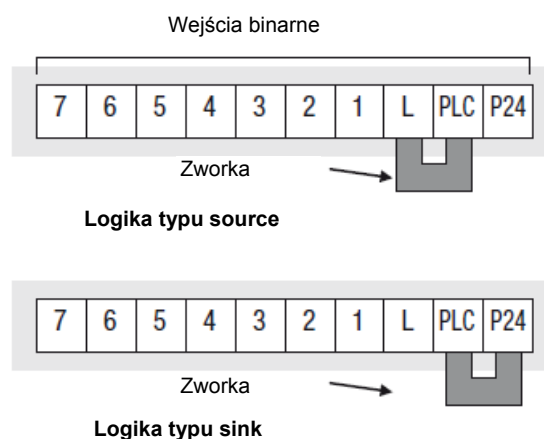 Wejścia binarne
7 6 5 4 3 2 1 L PLC P24
Zworka
Logika typu source
7 6 5 4 3 2 1 L PLC P24
Zworka
Logika typu sink